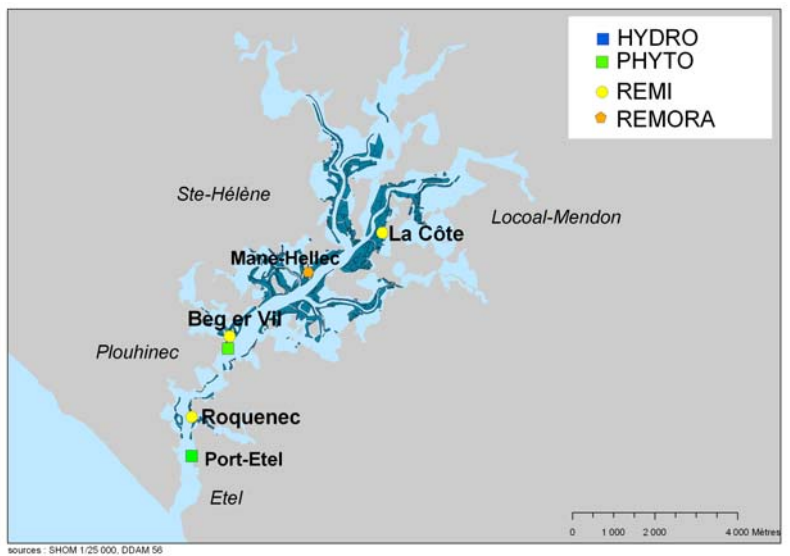 HYDRO
PHYTO
REMI
REMORA
Ste-Hélène
Locoal-Mendon
La Côte
Mané-Hellec
Bèg er Vil
Plouhinec
Roquenec
Port-Etel
Etel
0 1 000 2 000 4 000 Mètres
sources : SHOM 1/25 000, DDAM 56